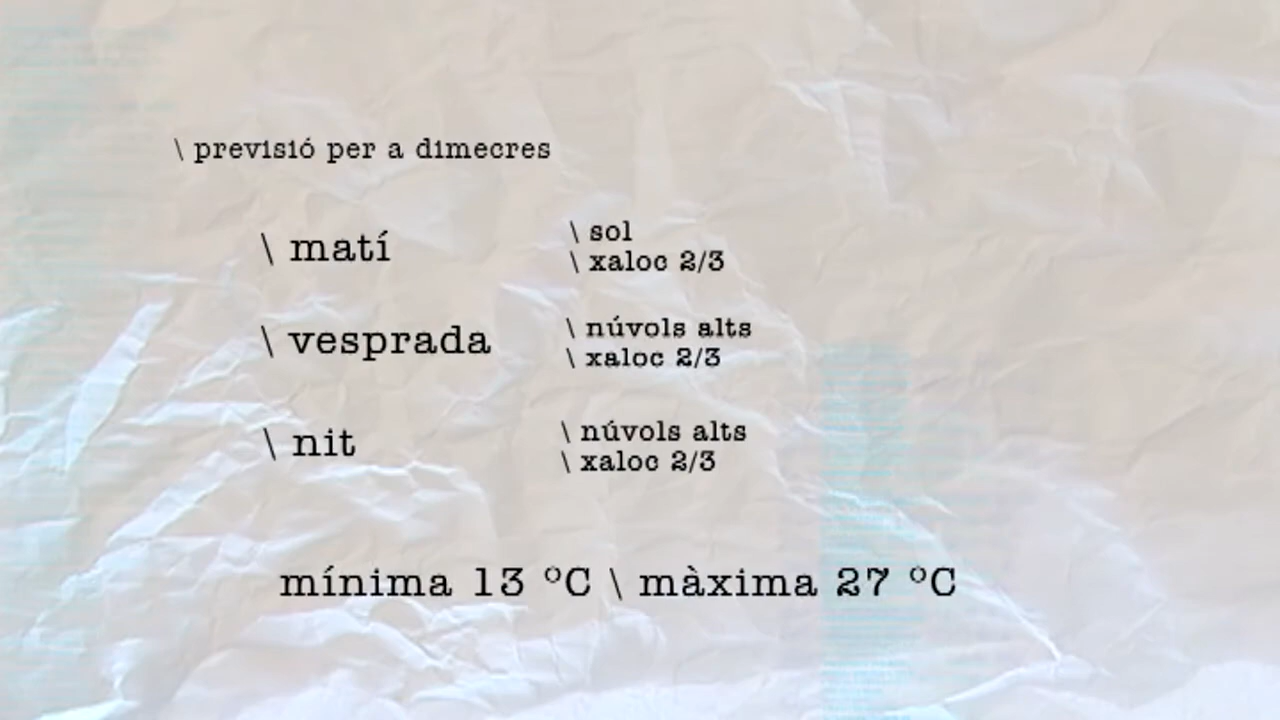 \ previsió per a dimecres
\ matí
\ sol
\ xaloc 2/3
\ vesprada
\ núvols alts
\ xaloc 2/3
\ nit
\ núvols alts
\ xaloc 2/3
mínima 13 ºC \ màxima 27 ºC